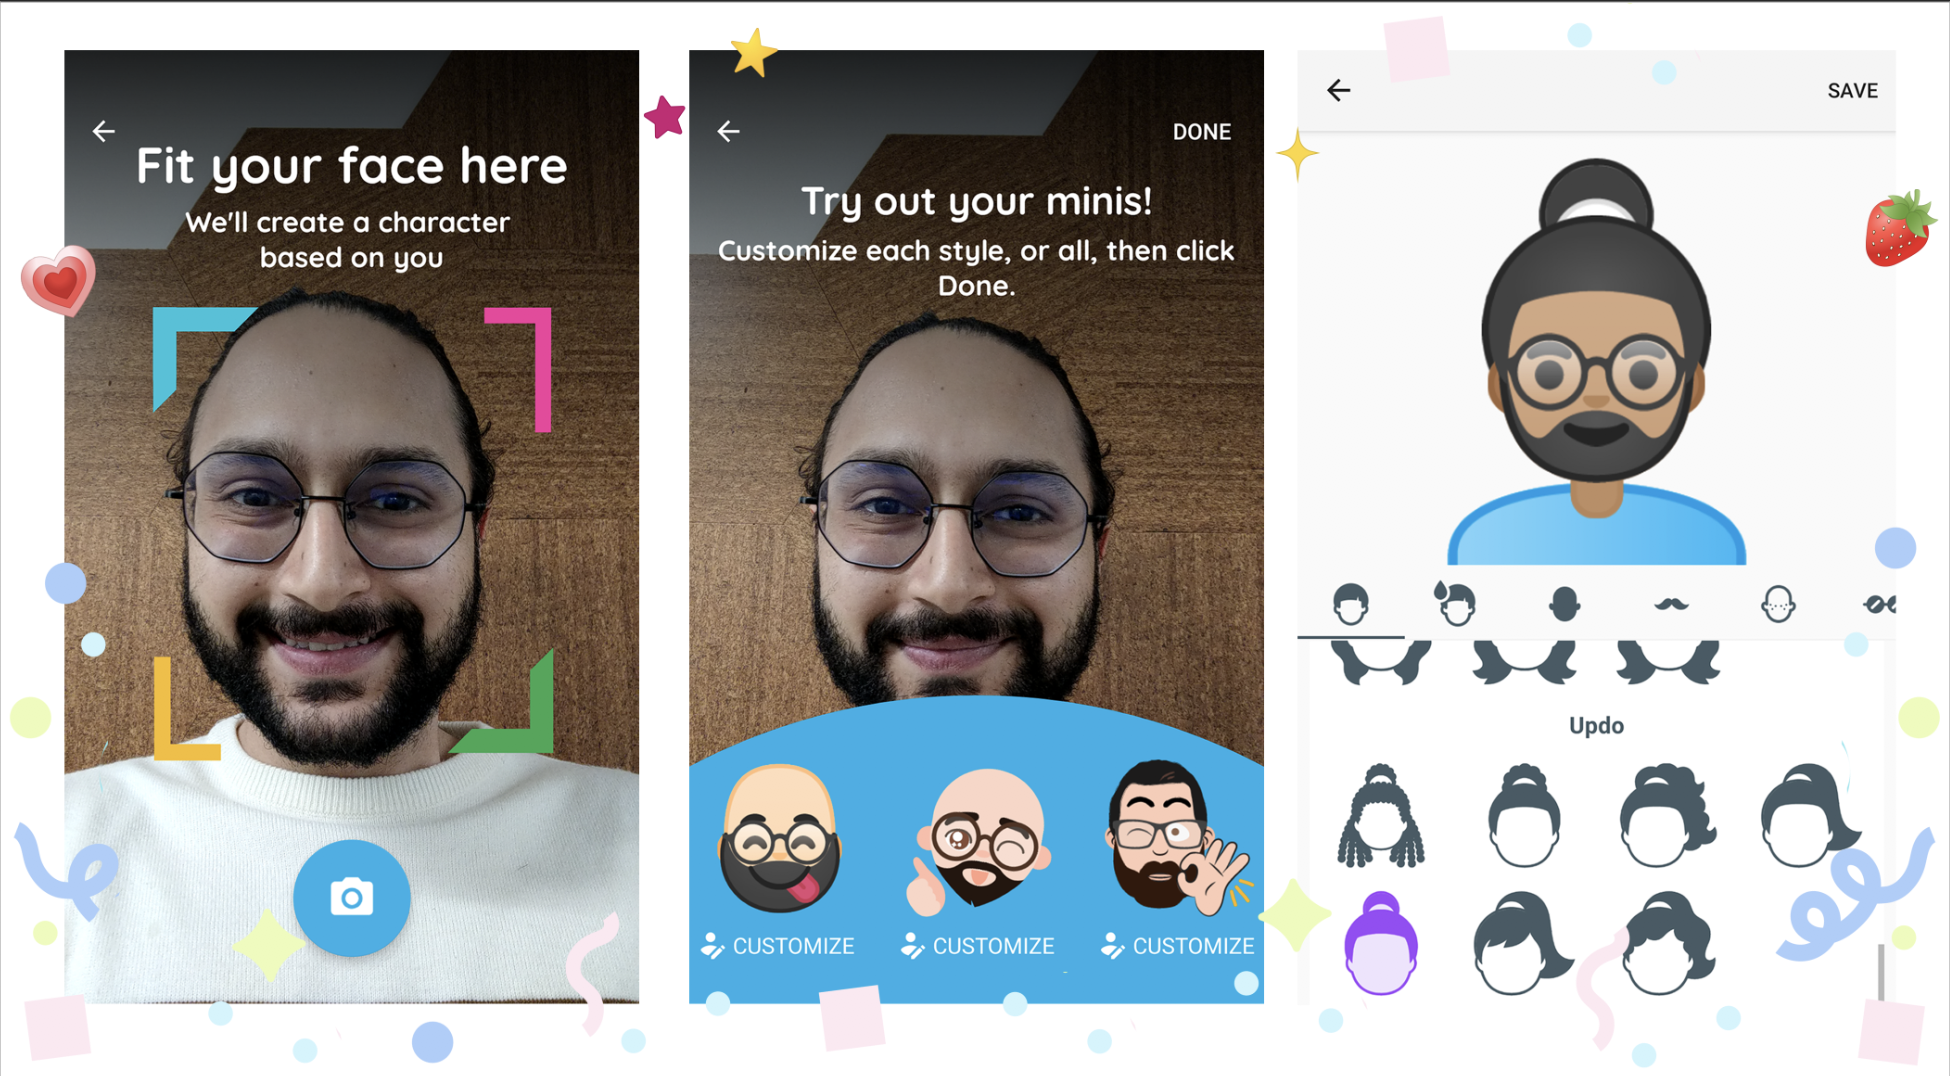 Fit your face here
We'll create a character
based on you
DONE
Try out your minis!
Customize each style, or all, then click
Done.
CUSTOMIZE
CUSTOMIZE
CUSTOMIZE
SAVE
Updo